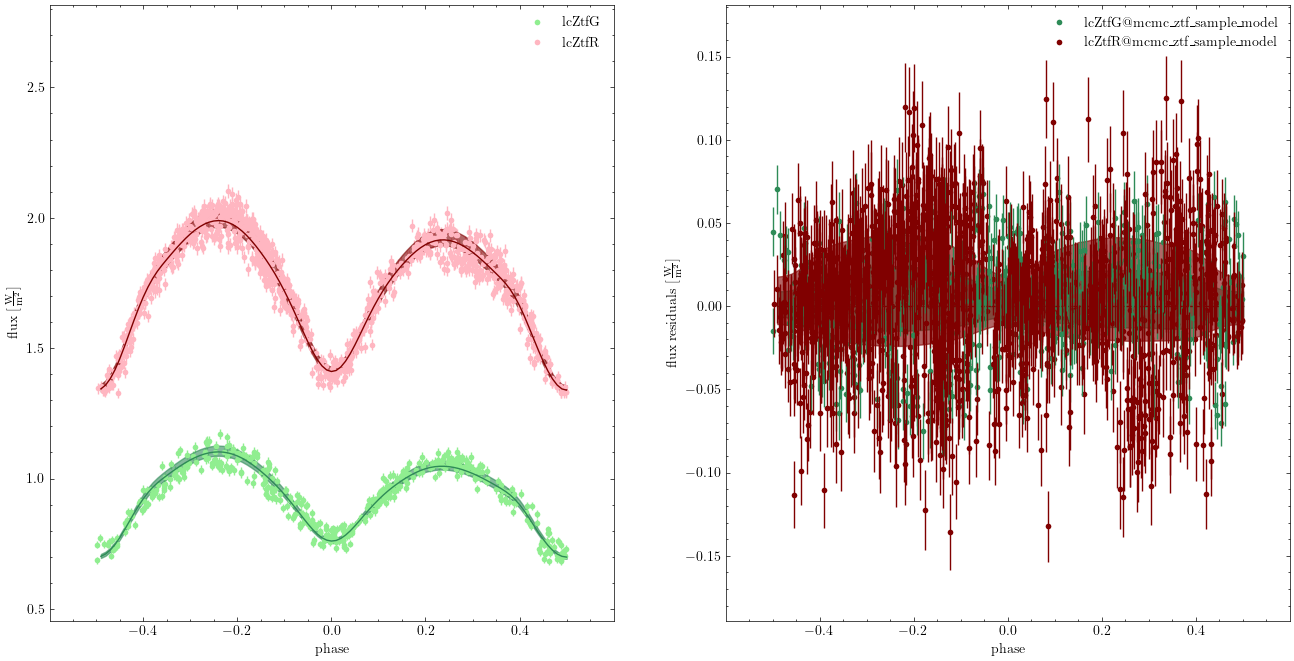 lcZtfG
lcZtfR
2.5
2.0
1.5
1.0
0.5
flux [W/m²]
−0.4 −0.2 0.0 0.2 0.4
phase
lcZtfG@mcmc_ztf_sample_model
lcZtfR@mcmc_ztf_sample_model
0.15
0.10
0.05
0.00
−0.05
−0.10
−0.15
flux residuals [W/m²]
−0.4 −0.2 0.0 0.2 0.4
phase